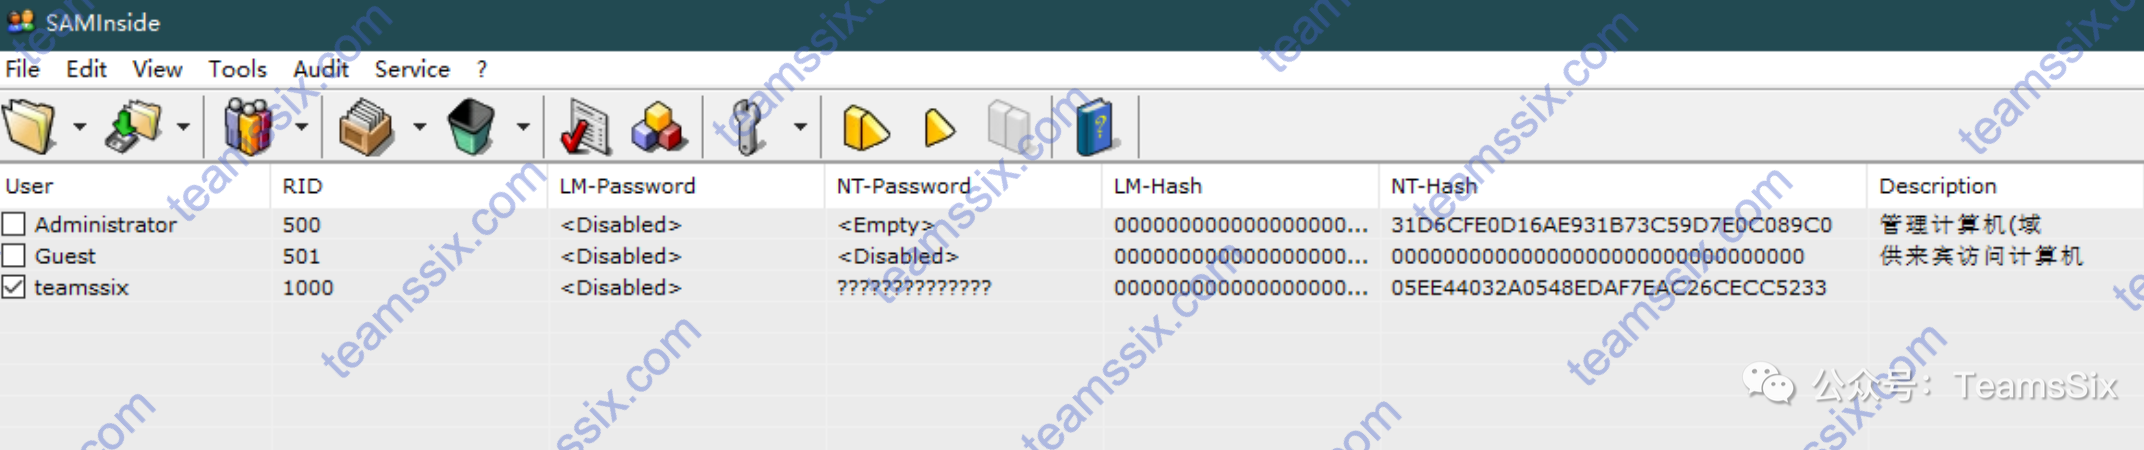 SAMInside
File Edit View Tools Audit Service ?
User RID LM-Password NT-Password LM-Hash NT-Hash Description
Administrator 500 <Disabled> <Empty> 000000000000000000... 31D6CFE0D16AE931B73C59D7E0C089C0 管理计算机(域
Guest 501 <Disabled> <Disabled> 000000000000000000... 00000000000000000000000000000000 供来宾访问计算机
teamssix 1000 <Disabled> ?????????????? 000000000000000000... 05EE44032A0548EDAF7EAC26CECC5233
公众号：TeamsSix
teamssix.com